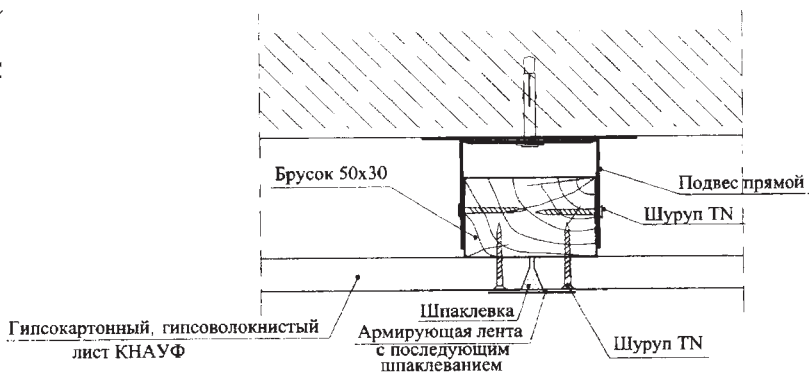 Брусок 50х30
Подвес прямой
Шуруп TN
Шпаклевка
Армирующая лента
с последующим
шпаклеванием
Гипсокартонный, гипсоволокнистый
лист КНАУФ
Шуруп TN